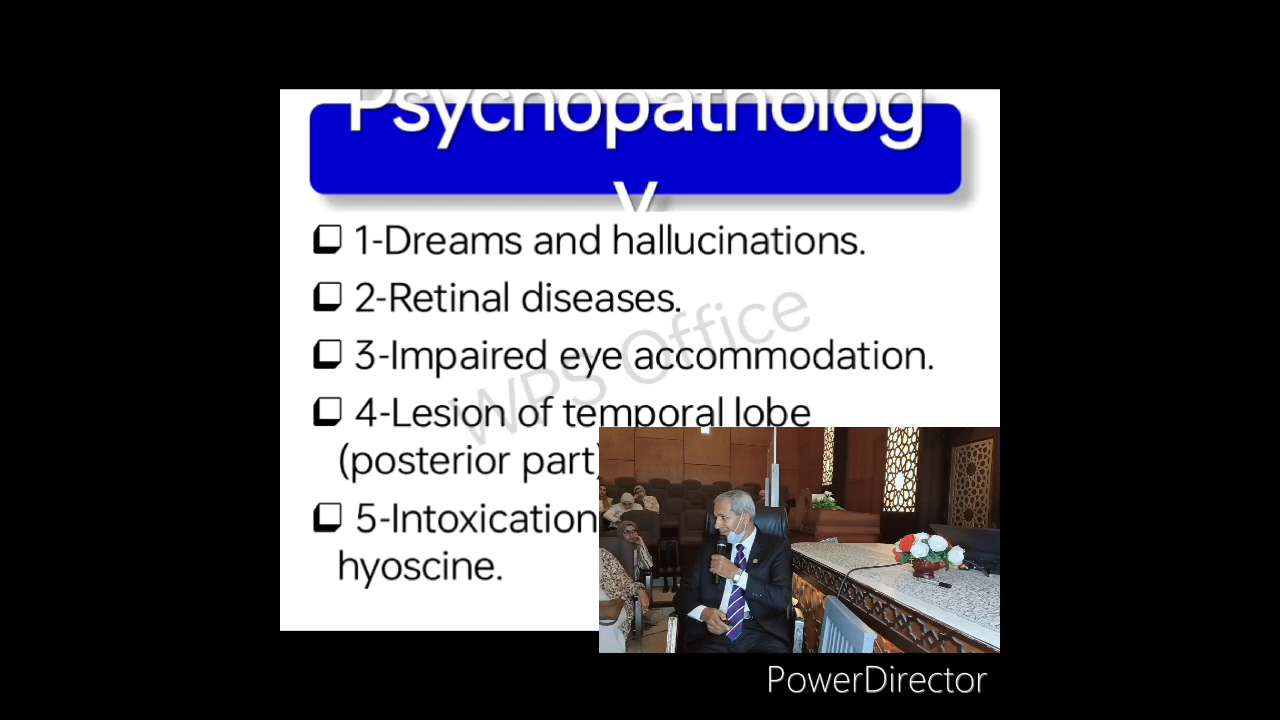 Psychopatholog
y
1-Dreams and hallucinations.
2-Retinal diseases.
3-Impaired eye accommodation.
4-Lesion of temporal lobe
(posterior part)
5-Intoxication
hyoscine.
WPS Office
PowerDirector